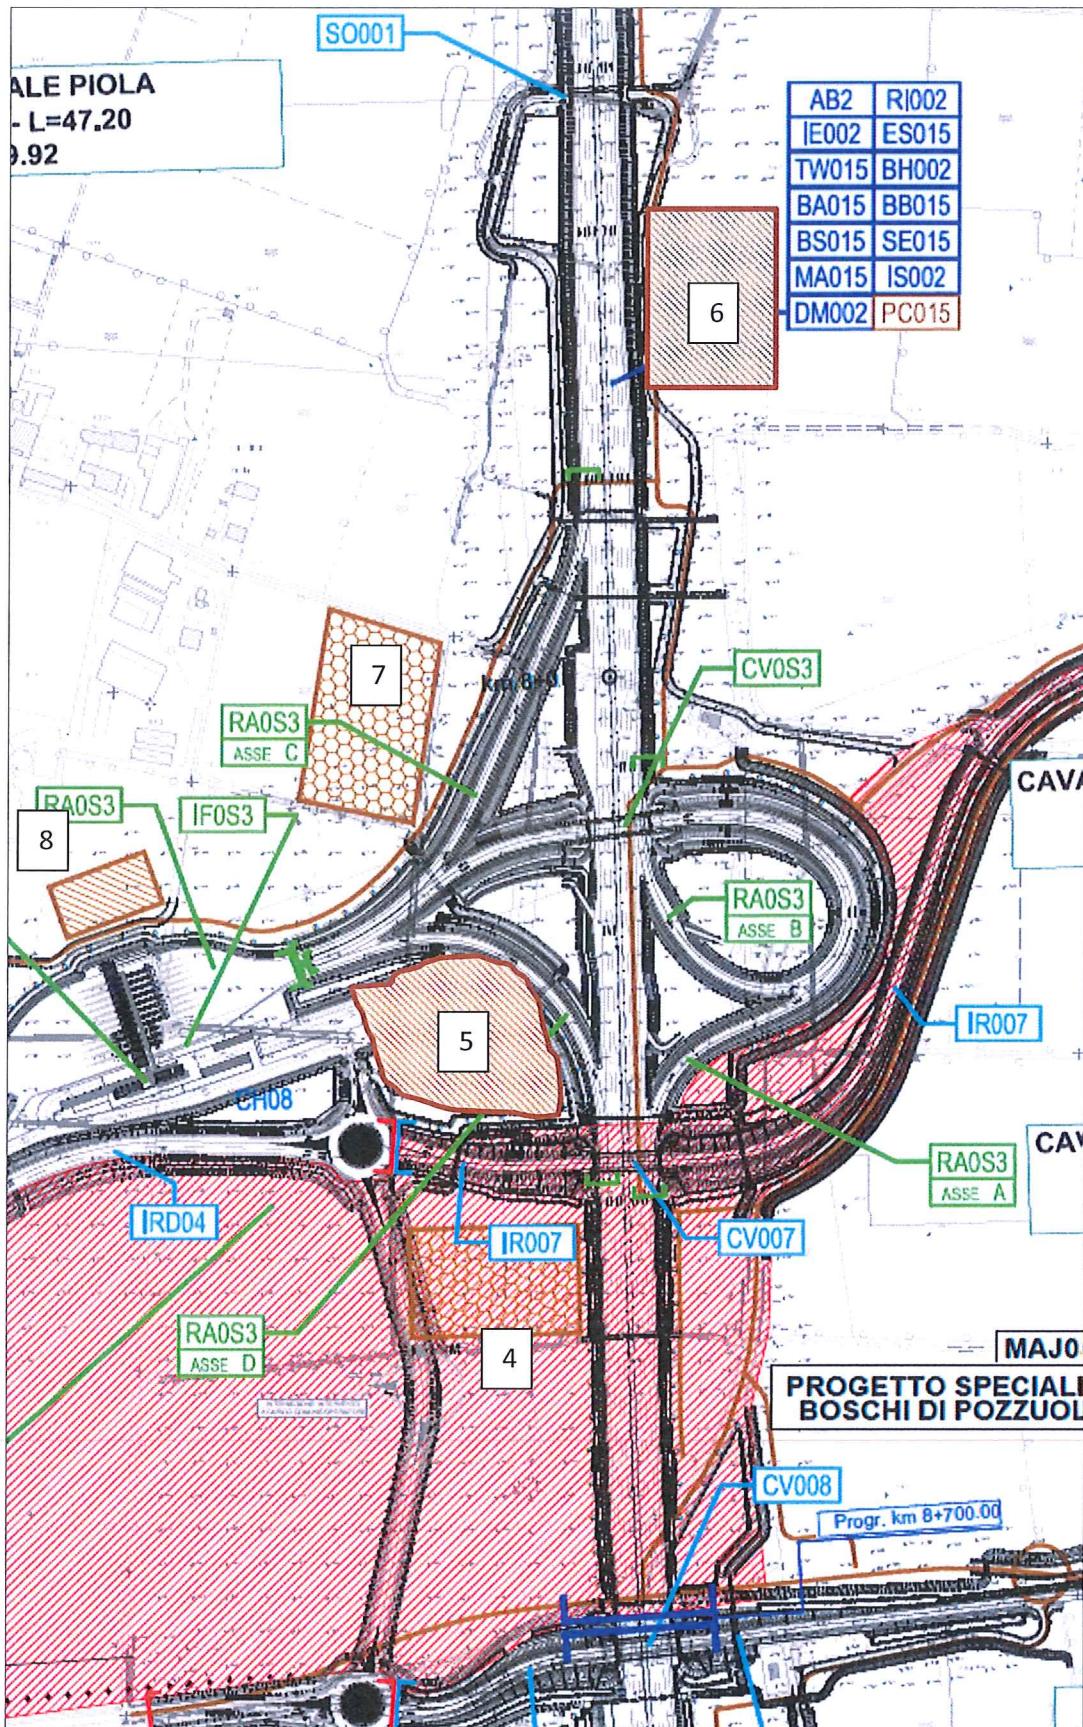 SO001
ALE PIOLA
- L=47.20
9.92
AB2 RI002
IE002 ES015
TW015 BH002
BA015 BB015
BS015 SE015
MA015 IS002
DM002 PC015
6
7
CV0S3
RA0S3
ASSE C
CAVA
RA0S3
IF0S3
8
RA0S3
ASSE B
5
IR007
CH08
CAV
RA0S3
ASSE A
IRD04
IR007
CV007
RA0S3
ASSE D
4
MAJ0
PROGETTO SPECIALE
BOSCHI DI POZZUOL
CV008
Progr. km 8+700.00